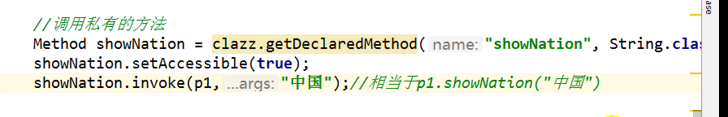 //调用私有的方法
Method showNation = clazz.getDeclaredMethod( name: "showNation", String.clas
showNation.setAccessible(true);
showNation.invoke(p1, ...args: "中国");//相当于p1.showNation("中国")
ase